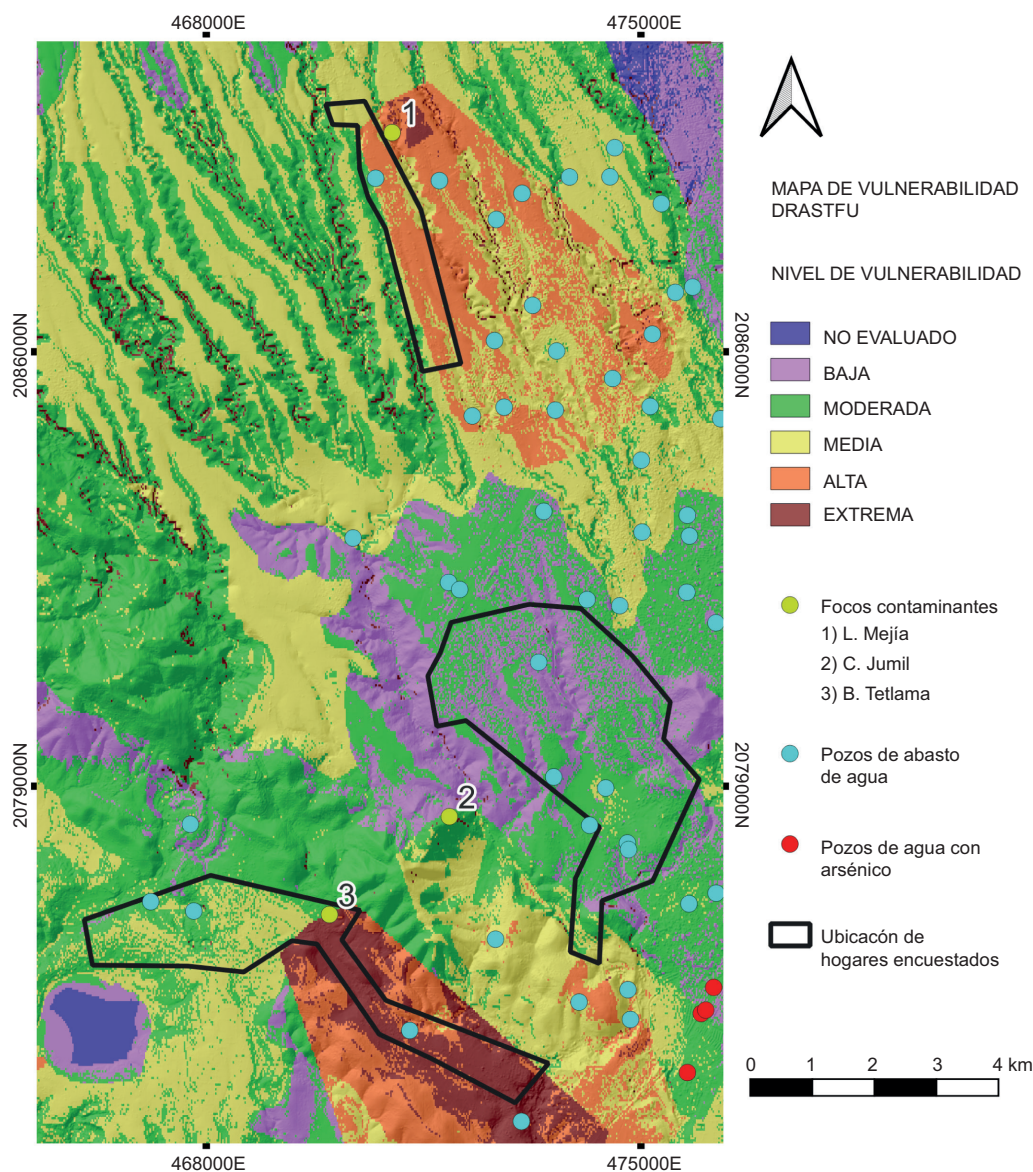 468000E
475000E
1
2086000N
2086000N
2
2079000N
2079000N
3
468000E
475000E
MAPA DE VULNERABILIDAD
DRASTFU
NIVEL DE VULNERABILIDAD
NO EVALUADO
BAJA
MODERADA
MEDIA
ALTA
EXTREMA
Focos contaminantes
1) L. Mejía
2) C. Jumil
3) B. Tetlama
Pozos de abasto
de agua
Pozos de agua con
arsénico
Ubicacón de
hogares encuestados
0 1 2 3 4 km